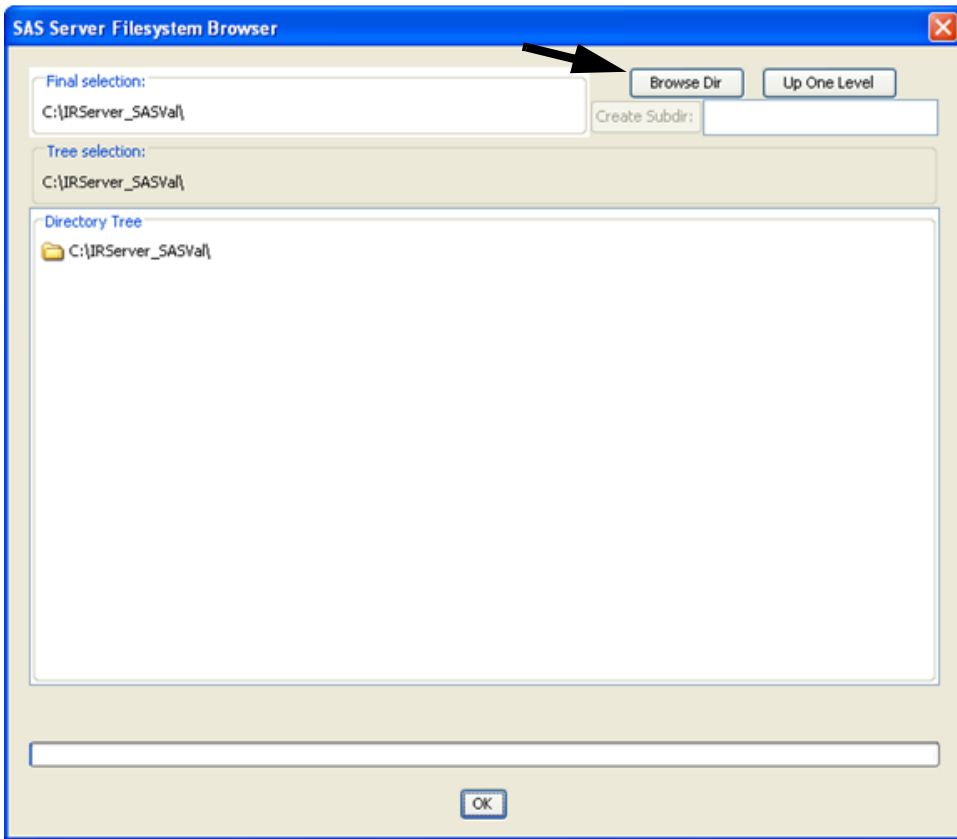 SAS Server Filesystem Browser
Final selection:
Browse Dir
Up One Level
C:\IRServer_SASVal\
Create Subdir:
Tree selection:
C:\IRServer_SASVal\
Directory Tree
C:\IRServer_SASVal\
OK